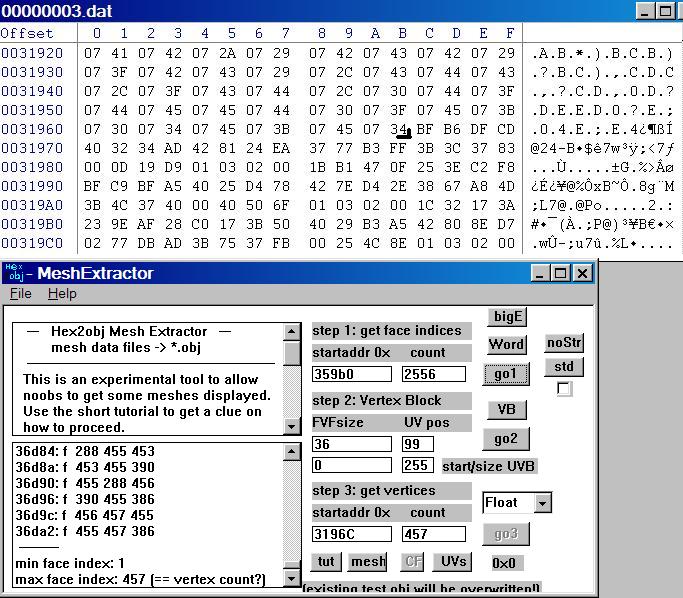 00000003.dat
Offset 0 1 2 3 4 5 6 7 8 9 A B C D E F
0031920 07 41 07 42 07 2A 07 29 07 42 07 43 07 42 07 29 .A.B.*.).B.C.B.)
0031930 07 3F 07 42 07 43 07 29 07 2C 07 43 07 44 07 43 .?.B.C.).,.C.D.C
0031940 07 2C 07 3F 07 43 07 44 07 2C 07 30 07 44 07 3F .,.?.C.D.,.0.D.?
0031950 07 44 07 45 07 45 07 44 07 30 07 3F 07 45 07 3B .D.E.E.D.0.?.E.;
0031960 07 30 07 34 07 45 07 3B 07 45 07 34 BF B6 DF CD .0.4.E.;.E.4¿¶ßÍ
0031970 40 32 34 AD 42 81 24 EA 37 77 B3 FF 3B 3C 37 83
0031980 00 0D 19 D9 01 03 02 00 1B B1 47 0F 25 3E C2 F8
0031990 BF C9 BF A5 40 25 D4 78 42 7E D4 2E 38 67 A8 4D
00319A0 3B 4C 37 40 00 40 50 6F 01 03 02 00 1C 32 17 3A ;L7@.@Po.....2.:
00319B0 23 9E AF 28 C0 17 3B 50 40 29 B3 A5 42 80 8E D7
00319C0 02 77 DB AD 3B 75 37 FB 00 25 4C 8E 01 03 02 00
Hex obj - MeshExtractor
File Help
— Hex2obj Mesh Extractor —
mesh data files -> *.obj
This is an experimental tool to allow
noobs to get some meshes displayed.
Use the short tutorial to get a clue on
how to proceed.
36d84: f 288 455 453
36d8a: f 453 455 390
36d90: f 455 288 456
36d96: f 390 455 386
36d9c: f 456 457 455
36da2: f 455 457 386
min face index: 1
max face index: 457 (== vertex count?)
step 1: get face indices
startaddr 0x count
359b0 2556
step 2: Vertex Block
FVFsize UV pos
36 99
0 255 start/size UVB
step 3: get vertices
startaddr 0x count
3196C 457
tut mesh CF UVs 0x0
(existing test.obj will be overwritten!)
bigE
Word noStr
go1 std
VB
go2
Float
go3